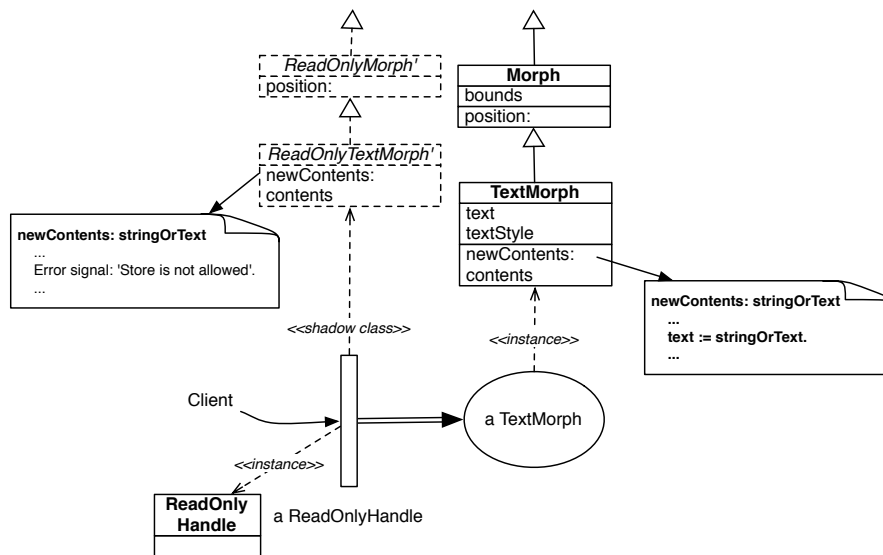 ReadOnlyMorph'
position:
Morph
bounds
position:
ReadOnlyTextMorph'
newContents:
contents
TextMorph
text
textStyle
newContents:
contents
newContents: stringOrText
...
Error signal: 'Store is not allowed'.
...
newContents: stringOrText
...
text := stringOrText.
...
<<shadow class>>
<<instance>>
Client
a TextMorph
<<instance>>
ReadOnly
Handle
a ReadOnlyHandle